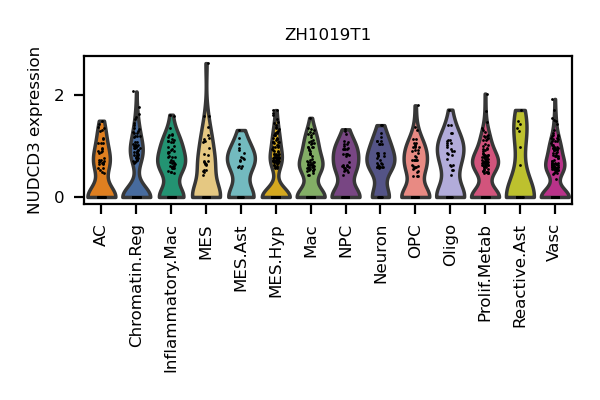 ZH1019T1
NUDCD3 expression
2
0
AC
Chromatin.Reg
Inflammatory.Mac
MES
MES.Ast
MES.Hyp
Mac
NPC
Neuron
OPC
Oligo
Prolif.Metab
Reactive.Ast
Vasc